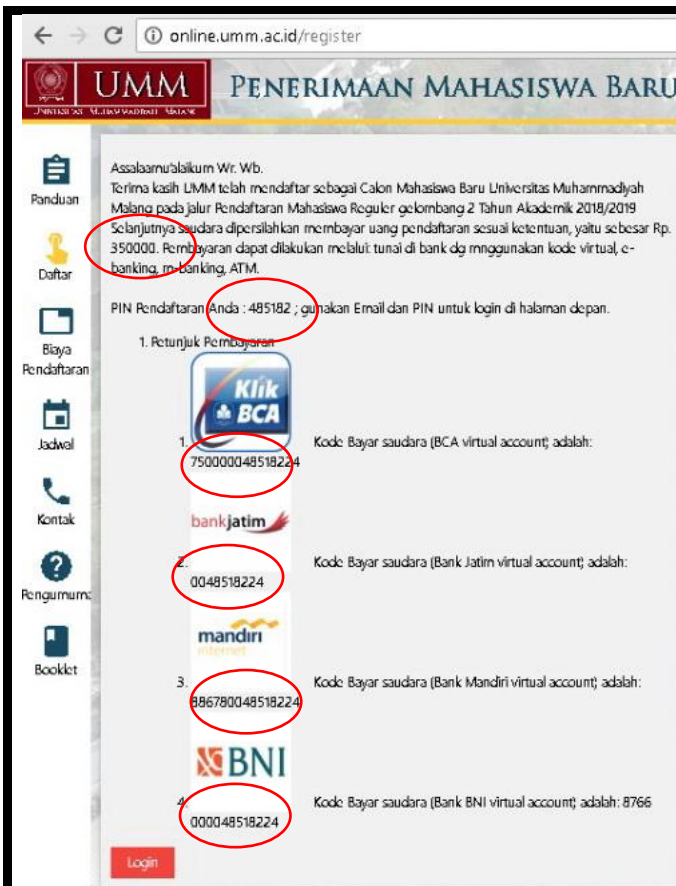 online.umm.ac.id/register
UMM PENERIMAAN MAHASISWA BARU
UNIVERSITAS MUHAMMADIYAH MALANG
Panduan
Daftar
Biaya
Pendaftaran
Jadwal
Kontak
Pengumuma
Booklet
Assalaamu'alaikum Wr. Wb.
Terima kasih UMM telah mendaftar sebagai Calon Mahasiswa Baru Universitas Muhammadiyah
Malang pada jalur Pendaftaran Mahasiswa Reguler gelombang 2 Tahun Akademik 2018/2019
Selanjutnya saudara dipersilahkan membayar uang pendaftaran sesuai ketentuan, yaitu sebesar Rp.
350000. Pembayaran dapat dilakukan melalui: tunai di bank dg mnggunakan kode virtual, e-
banking, m-banking, ATM.
PIN Pendaftaran Anda : 485182 ; gunakan Email dan PIN untuk login di halaman depan.
1. Petunjuk Pembayaran
Klik
BCA
1. Kode Bayar saudara (BCA virtual account) adalah:
750000048518224
bankjatim
2. Kode Bayar saudara (Bank Jatim virtual account) adalah:
0048518224
mandiri
internet
3. Kode Bayar saudara (Bank Mandiri virtual account) adalah:
886780048518224
BNI
4. Kode Bayar saudara (Bank BNI virtual account) adalah: 8766
000048518224
Login